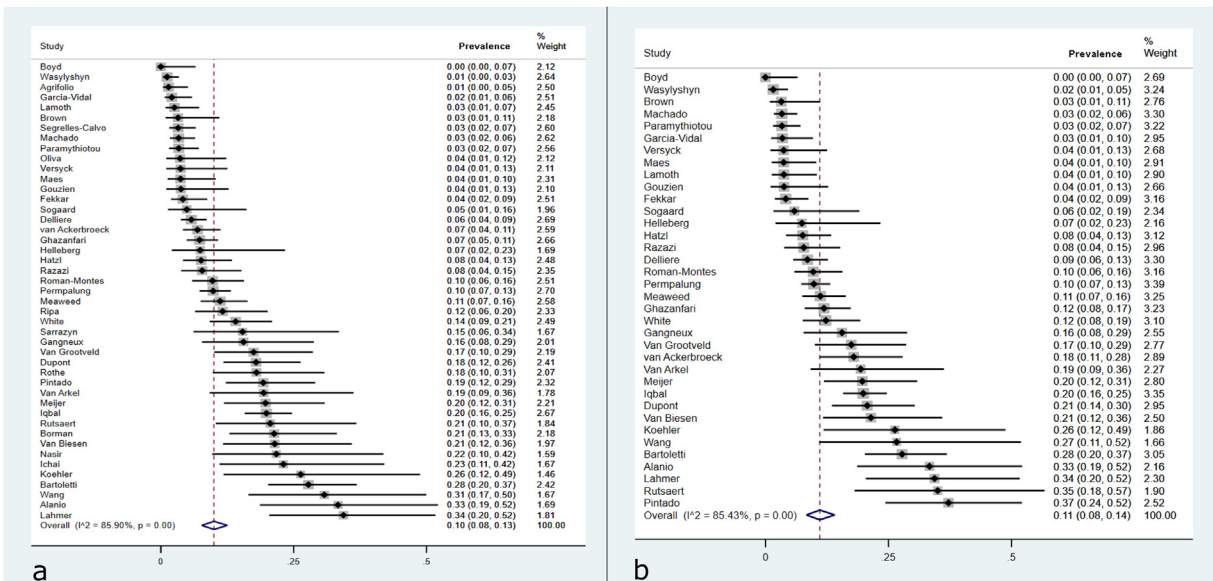 %
Study Prevalence Weight
Boyd 0.00 (0.00, 0.07) 2.12
Wasylyshyn 0.01 (0.00, 0.03) 2.64
Agrifolio 0.01 (0.00, 0.05) 2.50
Garcia-Vidal 0.02 (0.01, 0.06) 2.51
Lamoth 0.03 (0.01, 0.07) 2.45
Brown 0.03 (0.01, 0.11) 2.18
Segrelles-Calvo 0.03 (0.02, 0.07) 2.60
Machado 0.03 (0.02, 0.06) 2.62
Paramythiotou 0.03 (0.02, 0.07) 2.56
Oliva 0.04 (0.01, 0.12) 2.12
Versyck 0.04 (0.01, 0.13) 2.11
Maes 0.04 (0.01, 0.10) 2.31
Gouzien 0.04 (0.01, 0.13) 2.10
Fekkar 0.04 (0.02, 0.09) 2.51
Sogaard 0.05 (0.01, 0.16) 1.96
Delliere 0.06 (0.04, 0.09) 2.69
van Ackerbroeck 0.07 (0.04, 0.11) 2.59
Ghazanfari 0.07 (0.05, 0.11) 2.66
Helleberg 0.07 (0.02, 0.23) 1.69
Hatzl 0.08 (0.04, 0.13) 2.48
Razazi 0.08 (0.04, 0.15) 2.35
Roman-Montes 0.10 (0.06, 0.16) 2.51
Permpalung 0.10 (0.07, 0.13) 2.70
Meaweed 0.11 (0.07, 0.16) 2.58
Ripa 0.12 (0.06, 0.20) 2.33
White 0.14 (0.09, 0.21) 2.49
Sarrazyn 0.15 (0.06, 0.34) 1.67
Gangneux 0.16 (0.08, 0.29) 2.01
Van Grootveld 0.17 (0.10, 0.29) 2.19
Dupont 0.18 (0.12, 0.26) 2.41
Rothe 0.18 (0.10, 0.31) 2.07
Pintado 0.19 (0.12, 0.29) 2.32
Van Arkel 0.19 (0.09, 0.36) 1.78
Meijer 0.20 (0.12, 0.31) 2.21
Iqbal 0.20 (0.16, 0.25) 2.67
Rutsaert 0.21 (0.10, 0.37) 1.84
Borman 0.21 (0.13, 0.33) 2.18
Van Biesen 0.21 (0.12, 0.36) 1.97
Nasir 0.22 (0.10, 0.42) 1.59
Ichai 0.23 (0.11, 0.42) 1.67
Koehler 0.26 (0.12, 0.49) 1.46
Bartoletti 0.28 (0.20, 0.37) 2.42
Wang 0.31 (0.17, 0.50) 1.67
Alanio 0.33 (0.19, 0.52) 1.69
Lahmer 0.34 (0.20, 0.52) 1.81
Overall (I^2 = 85.90%, p = 0.00) 0.10 (0.08, 0.13) 100.00
0 .25 .5
a
%
Study Prevalence Weight
Boyd 0.00 (0.00, 0.07) 2.69
Wasylyshyn 0.02 (0.01, 0.05) 3.24
Brown 0.03 (0.01, 0.11) 2.76
Machado 0.03 (0.02, 0.06) 3.30
Paramythiotou 0.03 (0.02, 0.07) 3.22
Garcia-Vidal 0.03 (0.01, 0.10) 2.95
Versyck 0.04 (0.01, 0.13) 2.68
Maes 0.04 (0.01, 0.10) 2.91
Lamoth 0.04 (0.01, 0.10) 2.90
Gouzien 0.04 (0.01, 0.13) 2.66
Fekkar 0.04 (0.02, 0.09) 3.16
Sogaard 0.06 (0.02, 0.19) 2.34
Helleberg 0.07 (0.02, 0.23) 2.16
Hatzl 0.08 (0.04, 0.13) 3.12
Razazi 0.08 (0.04, 0.15) 2.96
Delliere 0.09 (0.06, 0.13) 3.30
Roman-Montes 0.10 (0.06, 0.16) 3.16
Permpalung 0.10 (0.07, 0.13) 3.39
Meaweed 0.11 (0.07, 0.16) 3.25
Ghazanfari 0.12 (0.08, 0.17) 3.23
White 0.12 (0.08, 0.19) 3.10
Gangneux 0.16 (0.08, 0.29) 2.55
Van Grootveld 0.17 (0.10, 0.29) 2.77
van Ackerbroeck 0.18 (0.11, 0.28) 2.89
Van Arkel 0.19 (0.09, 0.36) 2.27
Meijer 0.20 (0.12, 0.31) 2.80
Iqbal 0.20 (0.16, 0.25) 3.35
Dupont 0.21 (0.14, 0.30) 2.95
Van Biesen 0.21 (0.12, 0.36) 2.50
Koehler 0.26 (0.12, 0.49) 1.86
Wang 0.27 (0.11, 0.52) 1.66
Bartoletti 0.28 (0.20, 0.37) 3.05
Alanio 0.33 (0.19, 0.52) 2.16
Lahmer 0.34 (0.20, 0.52) 2.30
Rutsaert 0.35 (0.18, 0.57) 1.90
Pintado 0.37 (0.24, 0.52) 2.52
Overall (I^2 = 85.43%, p = 0.00) 0.11 (0.08, 0.14) 100.00
0 .25 .5
b